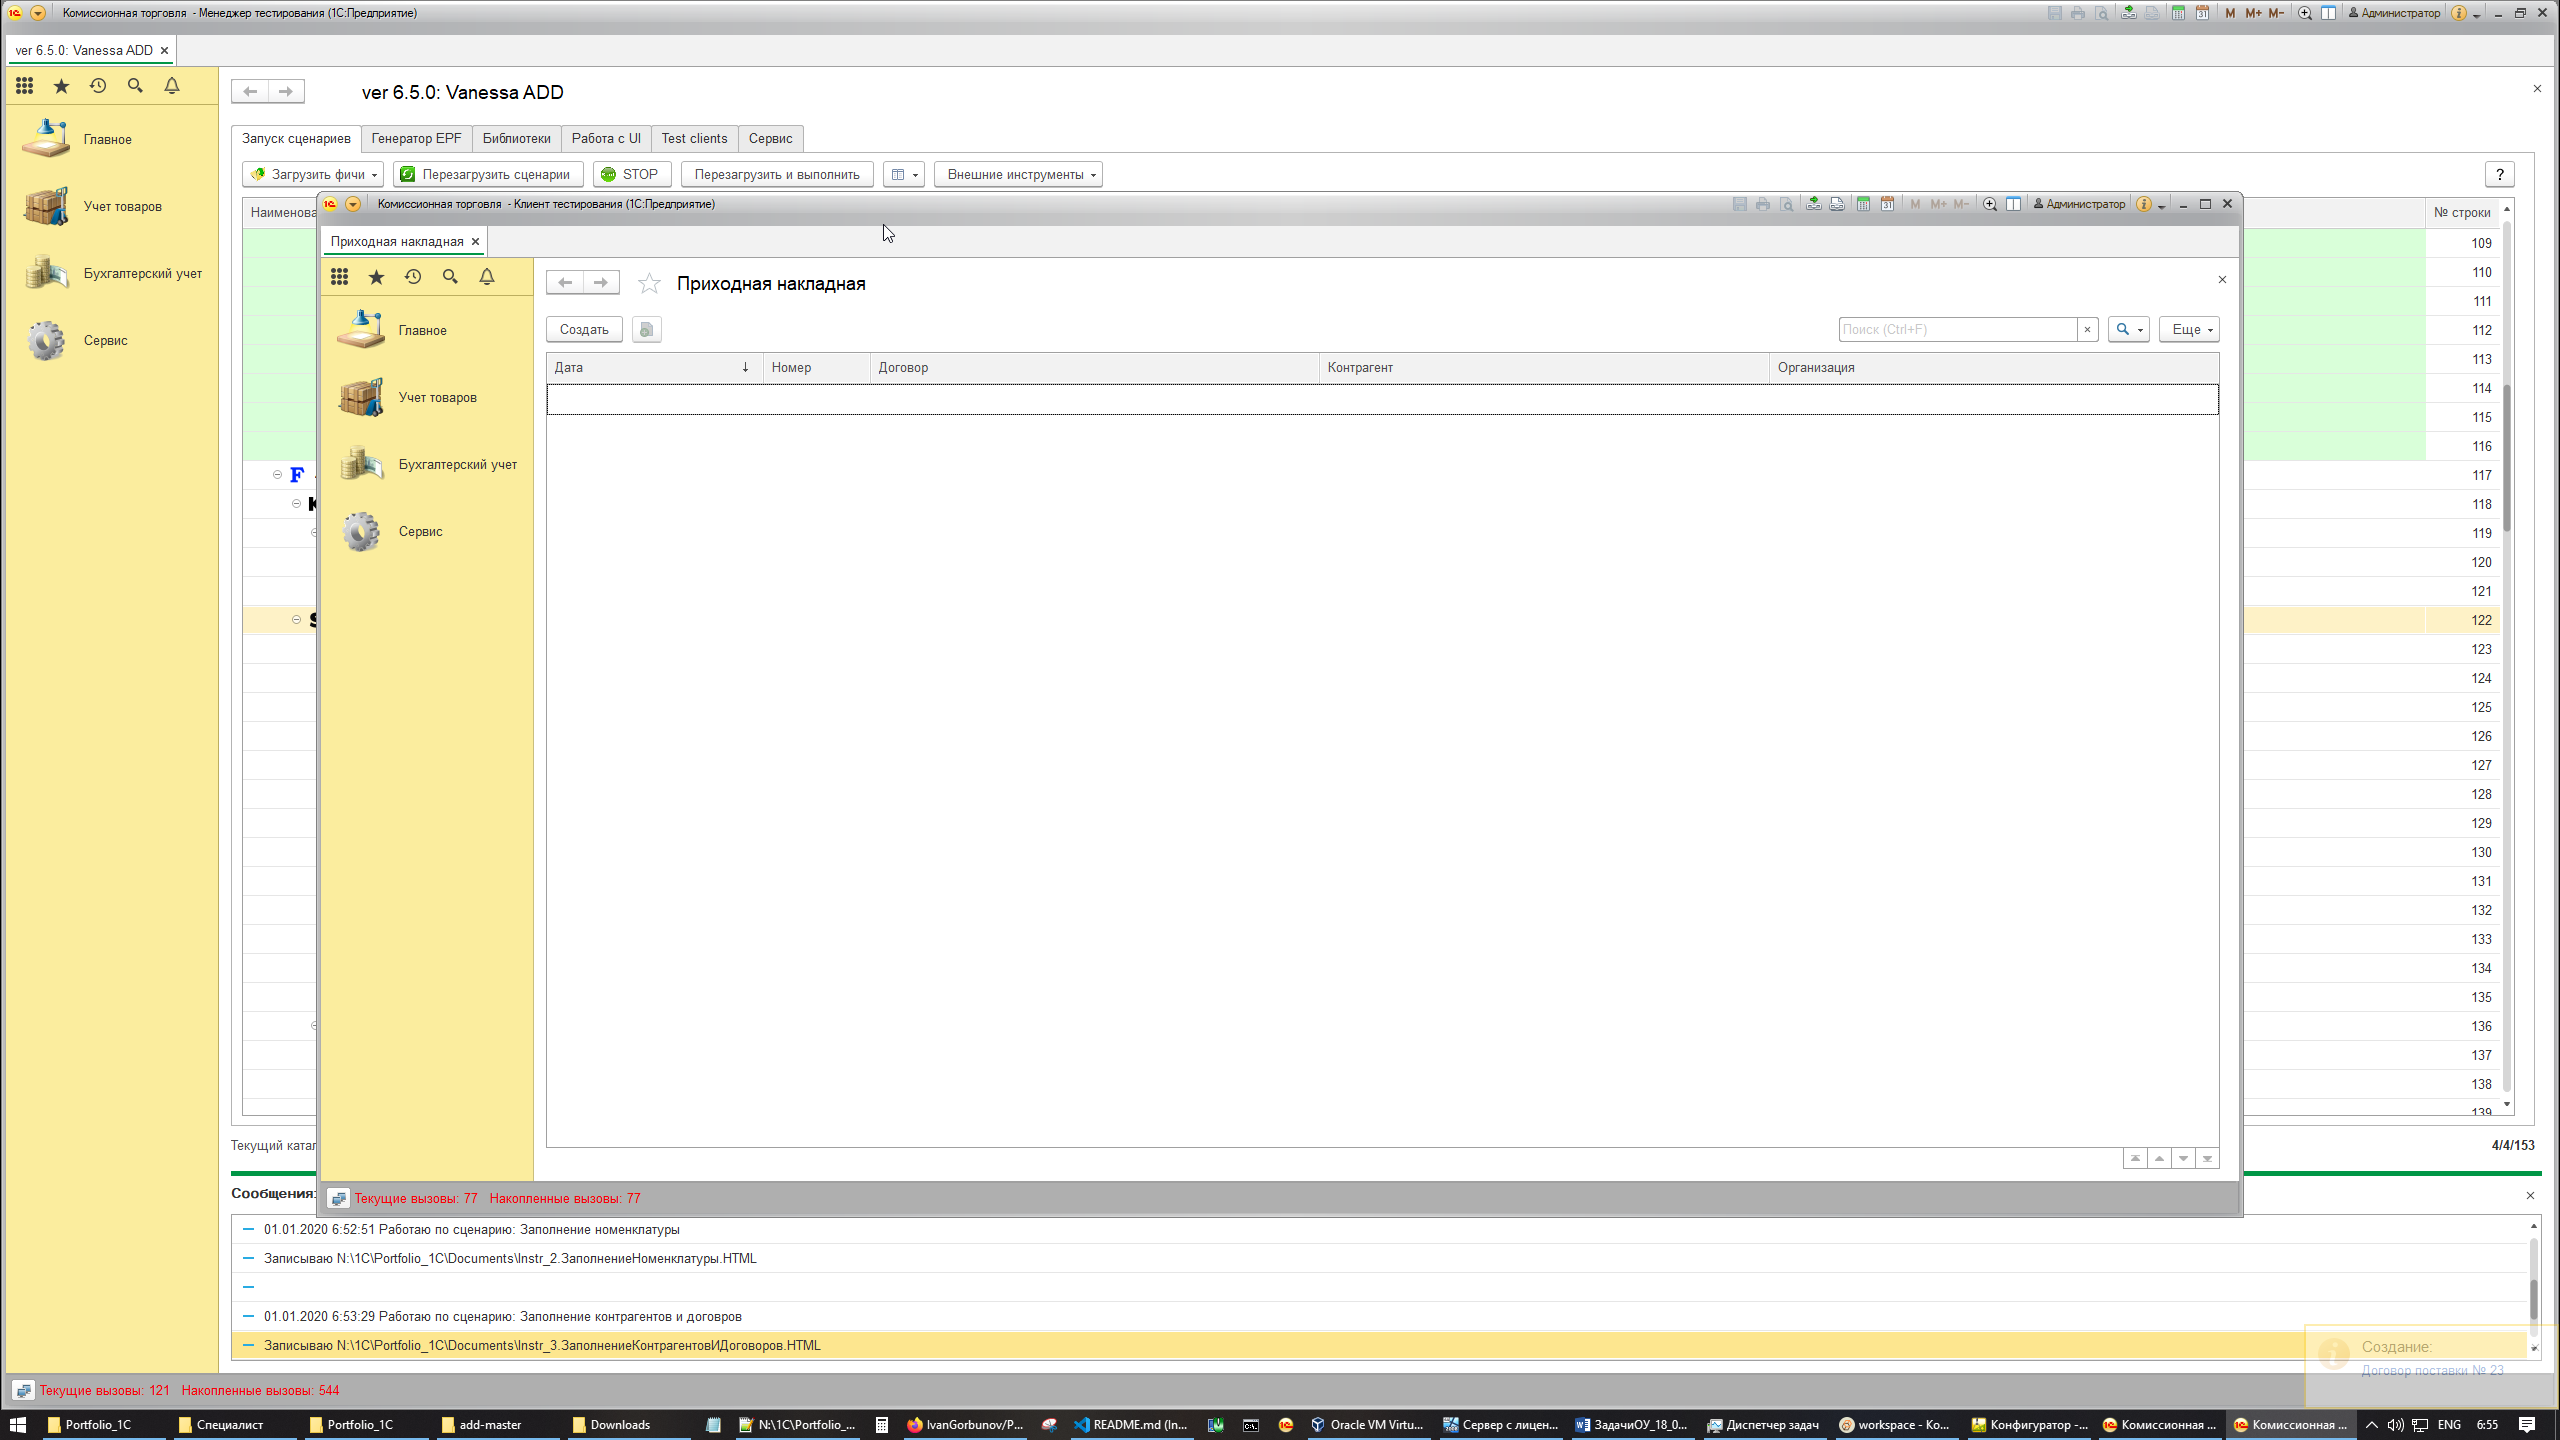 Комиссионная торговля - Менеджер тестирования (1С:Предприятие)
M M+ M- Администратор
ver 6.5.0: Vanessa ADD
ver 6.5.0: Vanessa ADD
Главное
Учет товаров
Бухгалтерский учет
Сервис
Запуск сценариев Генератор EPF Библиотеки Работа с UI Test clients Сервис
Загрузить фичи Перезагрузить сценарии STOP Перезагрузить и выполнить Внешние инструменты ?
Наименова № строки
109
110
111
112
113
114
115
116
F 117
118
119
120
121
122
123
124
125
126
127
128
129
130
131
132
133
134
135
136
137
138
139
Комиссионная торговля - Клиент тестирования (1С:Предприятие)
M M+ M- Администратор
Приходная накладная
Главное
Учет товаров
Бухгалтерский учет
Сервис
Приходная накладная
Создать Поиск (Ctrl+F) Еще
Дата Номер Договор Контрагент Организация
Текущие вызовы: 77 Накопленные вызовы: 77
Текущий катал 4/4/153
Сообщения:
01.01.2020 6:52:51 Работаю по сценарию: Заполнение номенклатуры
Записываю N:\1C\Portfolio_1C\Documents\Instr_2.ЗаполнениеНоменклатуры.HTML
01.01.2020 6:53:29 Работаю по сценарию: Заполнение контрагентов и договров
Записываю N:\1C\Portfolio_1C\Documents\Instr_3.ЗаполнениеКонтрагентовИДоговоров.HTML
Создание:
Договор поставки № 23
Текущие вызовы: 121 Накопленные вызовы: 544
Portfolio_1C Специалист Portfolio_1C add-master Downloads N:\1C\Portfolio_... IvanGorbunov/P... README.md (In... Oracle VM Virtu... Сервер с лицен... ЗадачиОУ_18_0... Диспетчер задач workspace - Ко... Конфигуратор -... Комиссионная ... Комиссионная ... ENG 6:55